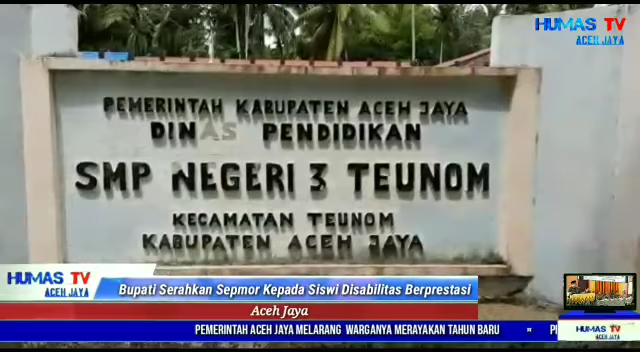 HUMAS TV
ACEH JAYA
PEMERINTAH KABUPATEN ACEH JAYA
DINAS PENDIDIKAN
SMP NEGERI 3 TEUNOM
KECAMATAN TEUNOM
KABUPATEN ACEH JAYA
HUMAS TV
ACEH JAYA
Bupati Serahkan Sepmor Kepada Siswi Disabilitas Berprestasi
Aceh Jaya
PEMERINTAH ACEH JAYA MELARANG WARGANYA MERAYAKAN TAHUN BARU
HUMAS TV
ACEH JAYA